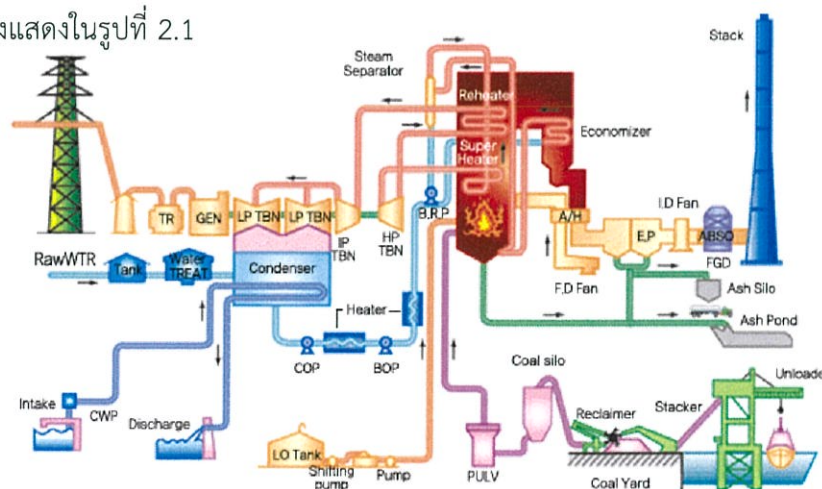 งแสดงในรูปที่ 2.1
Stack
Steam
Separator
Reheater
Economizer
Super
Heater
I.D Fan
TR
GEN
LP TBN
LP TBN
IP
TBN
HP
TBN
B.R.P
A/H
E.P
ABSO
FGD
RawWTR
Tank
Water
TREAT
Condenser
F.D Fan
Ash Silo
Heater
Ash Pond
COP
BOP
Coal silo
Unloade
Intake
CWP
Discharge
Reclaimer
Stacker
LO Tank
Shifting
pump
Pump
PULV
Coal Yard